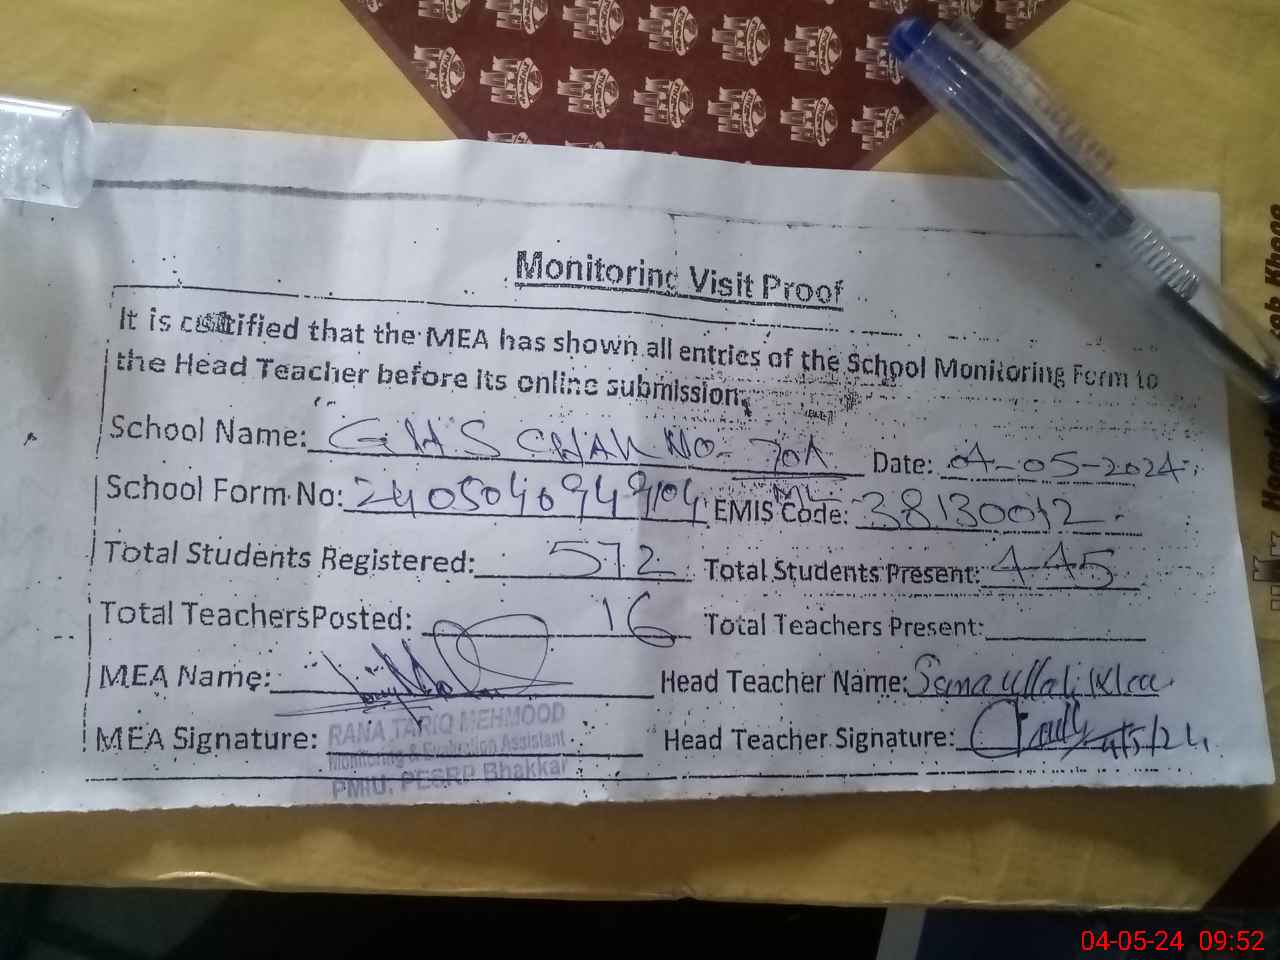 Monitoring Visit Proof
It is certified that the MEA has shown all entries of the School Monitoring Form to
the Head Teacher before its online submission.
School Name: GHS CHAK NO. 70A Date: 04-05-2024
ML
School Form No: EMIS Code: 38130012
Total Students Registered: 572 Total Students Present: 445
Total TeachersPosted: 16 Total Teachers Present:
MEA Name: Head Teacher Name: Samaullah
MEA Signature: Head Teacher Signature: 4/5/24
RANA TARIQ MEHMOOD
Monitoring & Evaluation Assistant
PMIU, PESRP Bhakkar
04-05-24 09:52